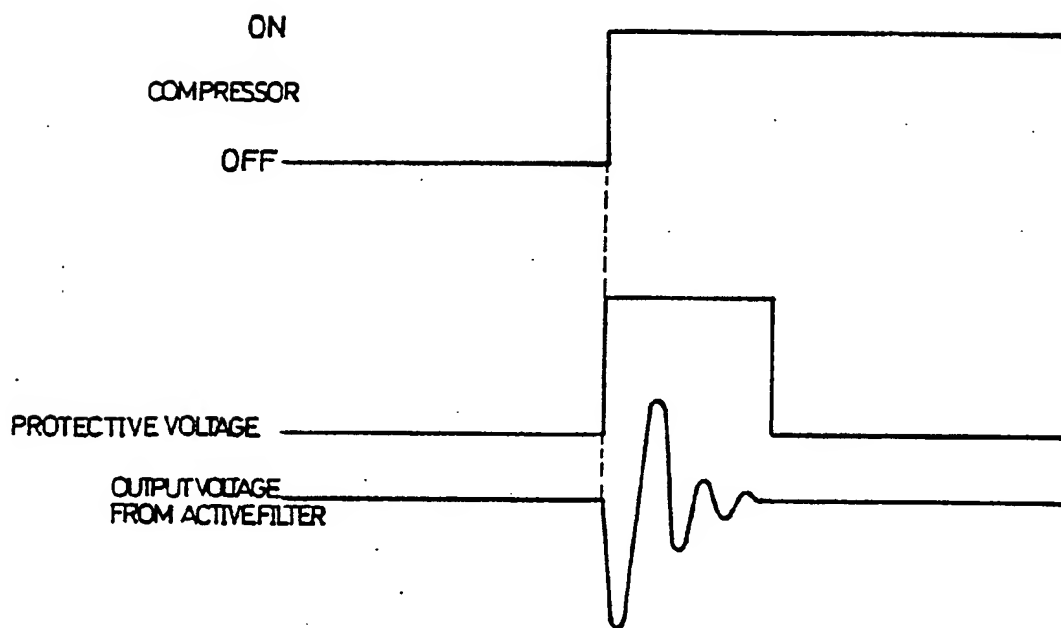 ON
COMPRESSOR
OFF
PROTECTIVE VOLTAGE
OUTPUT VOLTAGE
FROM ACTIVE FILTER